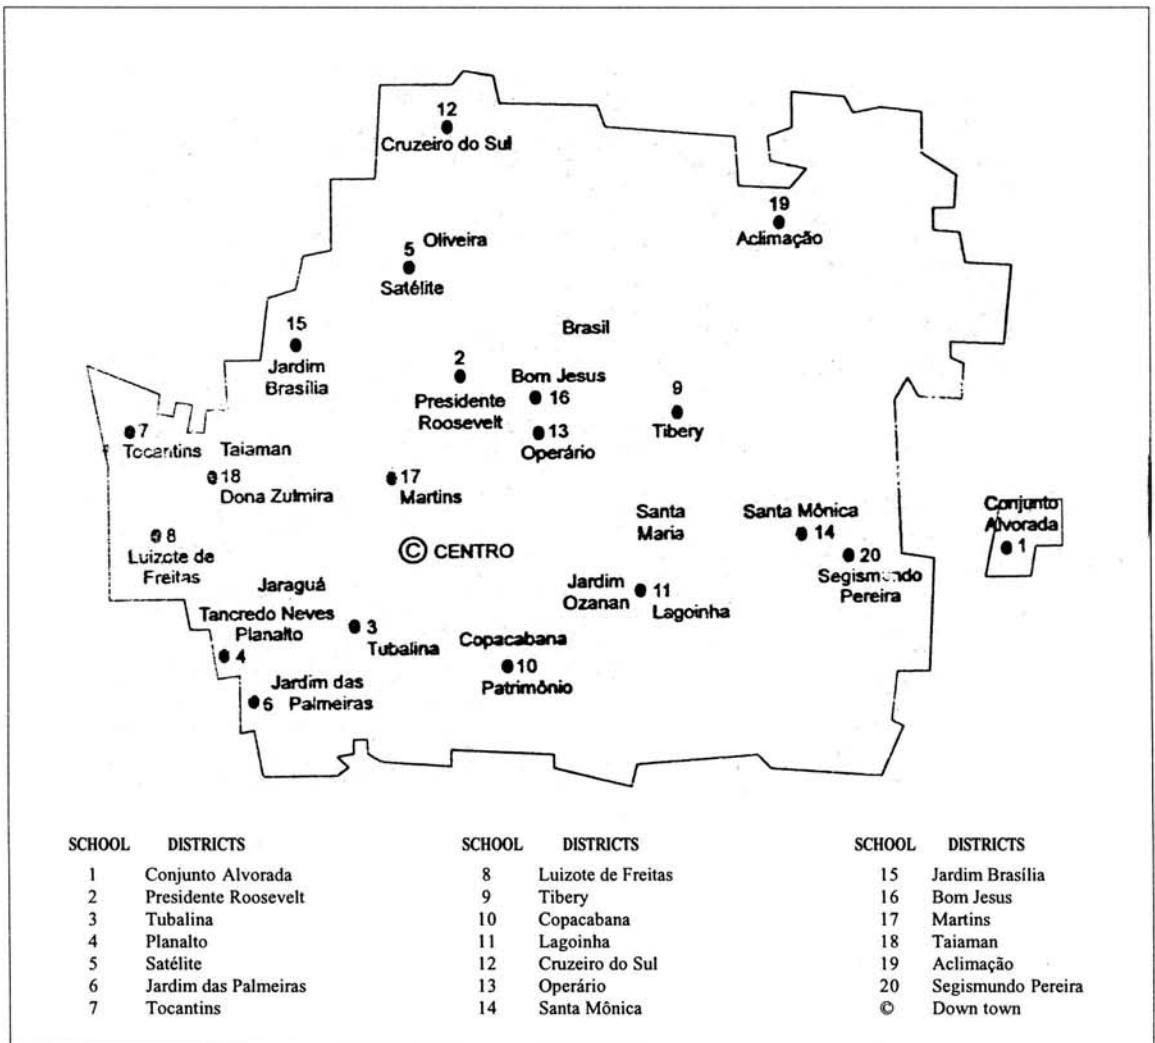 12
Cruzeiro do Sul
19
Aclimação
Oliveira
5
Satélite
Brasil
15
Jardim
Brasília
2
Presidente
Roosevelt
Bom Jesus
16
13
Operário
9
Tibery
7
Tocantins
Taiaman
18
Dona Zulmira
17
Martins
8
Luizote de
Freitas
© CENTRO
Santa
Maria
Santa Mônica
14
20
Segismundo
Pereira
Conjunto
Alvorada
1
Jaraguá
Tancredo Neves
Planalto
4
3
Tubalina
Jardim
Ozanan
11
Lagoinha
Copacabana
10
Patrimônio
Jardim das
Palmeiras
6
SCHOOL DISTRICTS
1 Conjunto Alvorada
2 Presidente Roosevelt
3 Tubalina
4 Planalto
5 Satélite
6 Jardim das Palmeiras
7 Tocantins
SCHOOL DISTRICTS
8 Luizote de Freitas
9 Tibery
10 Copacabana
11 Lagoinha
12 Cruzeiro do Sul
13 Operário
14 Santa Mônica
SCHOOL DISTRICTS
15 Jardim Brasília
16 Bom Jesus
17 Martins
18 Taiaman
19 Aclimação
20 Segismundo Pereira
© Down town